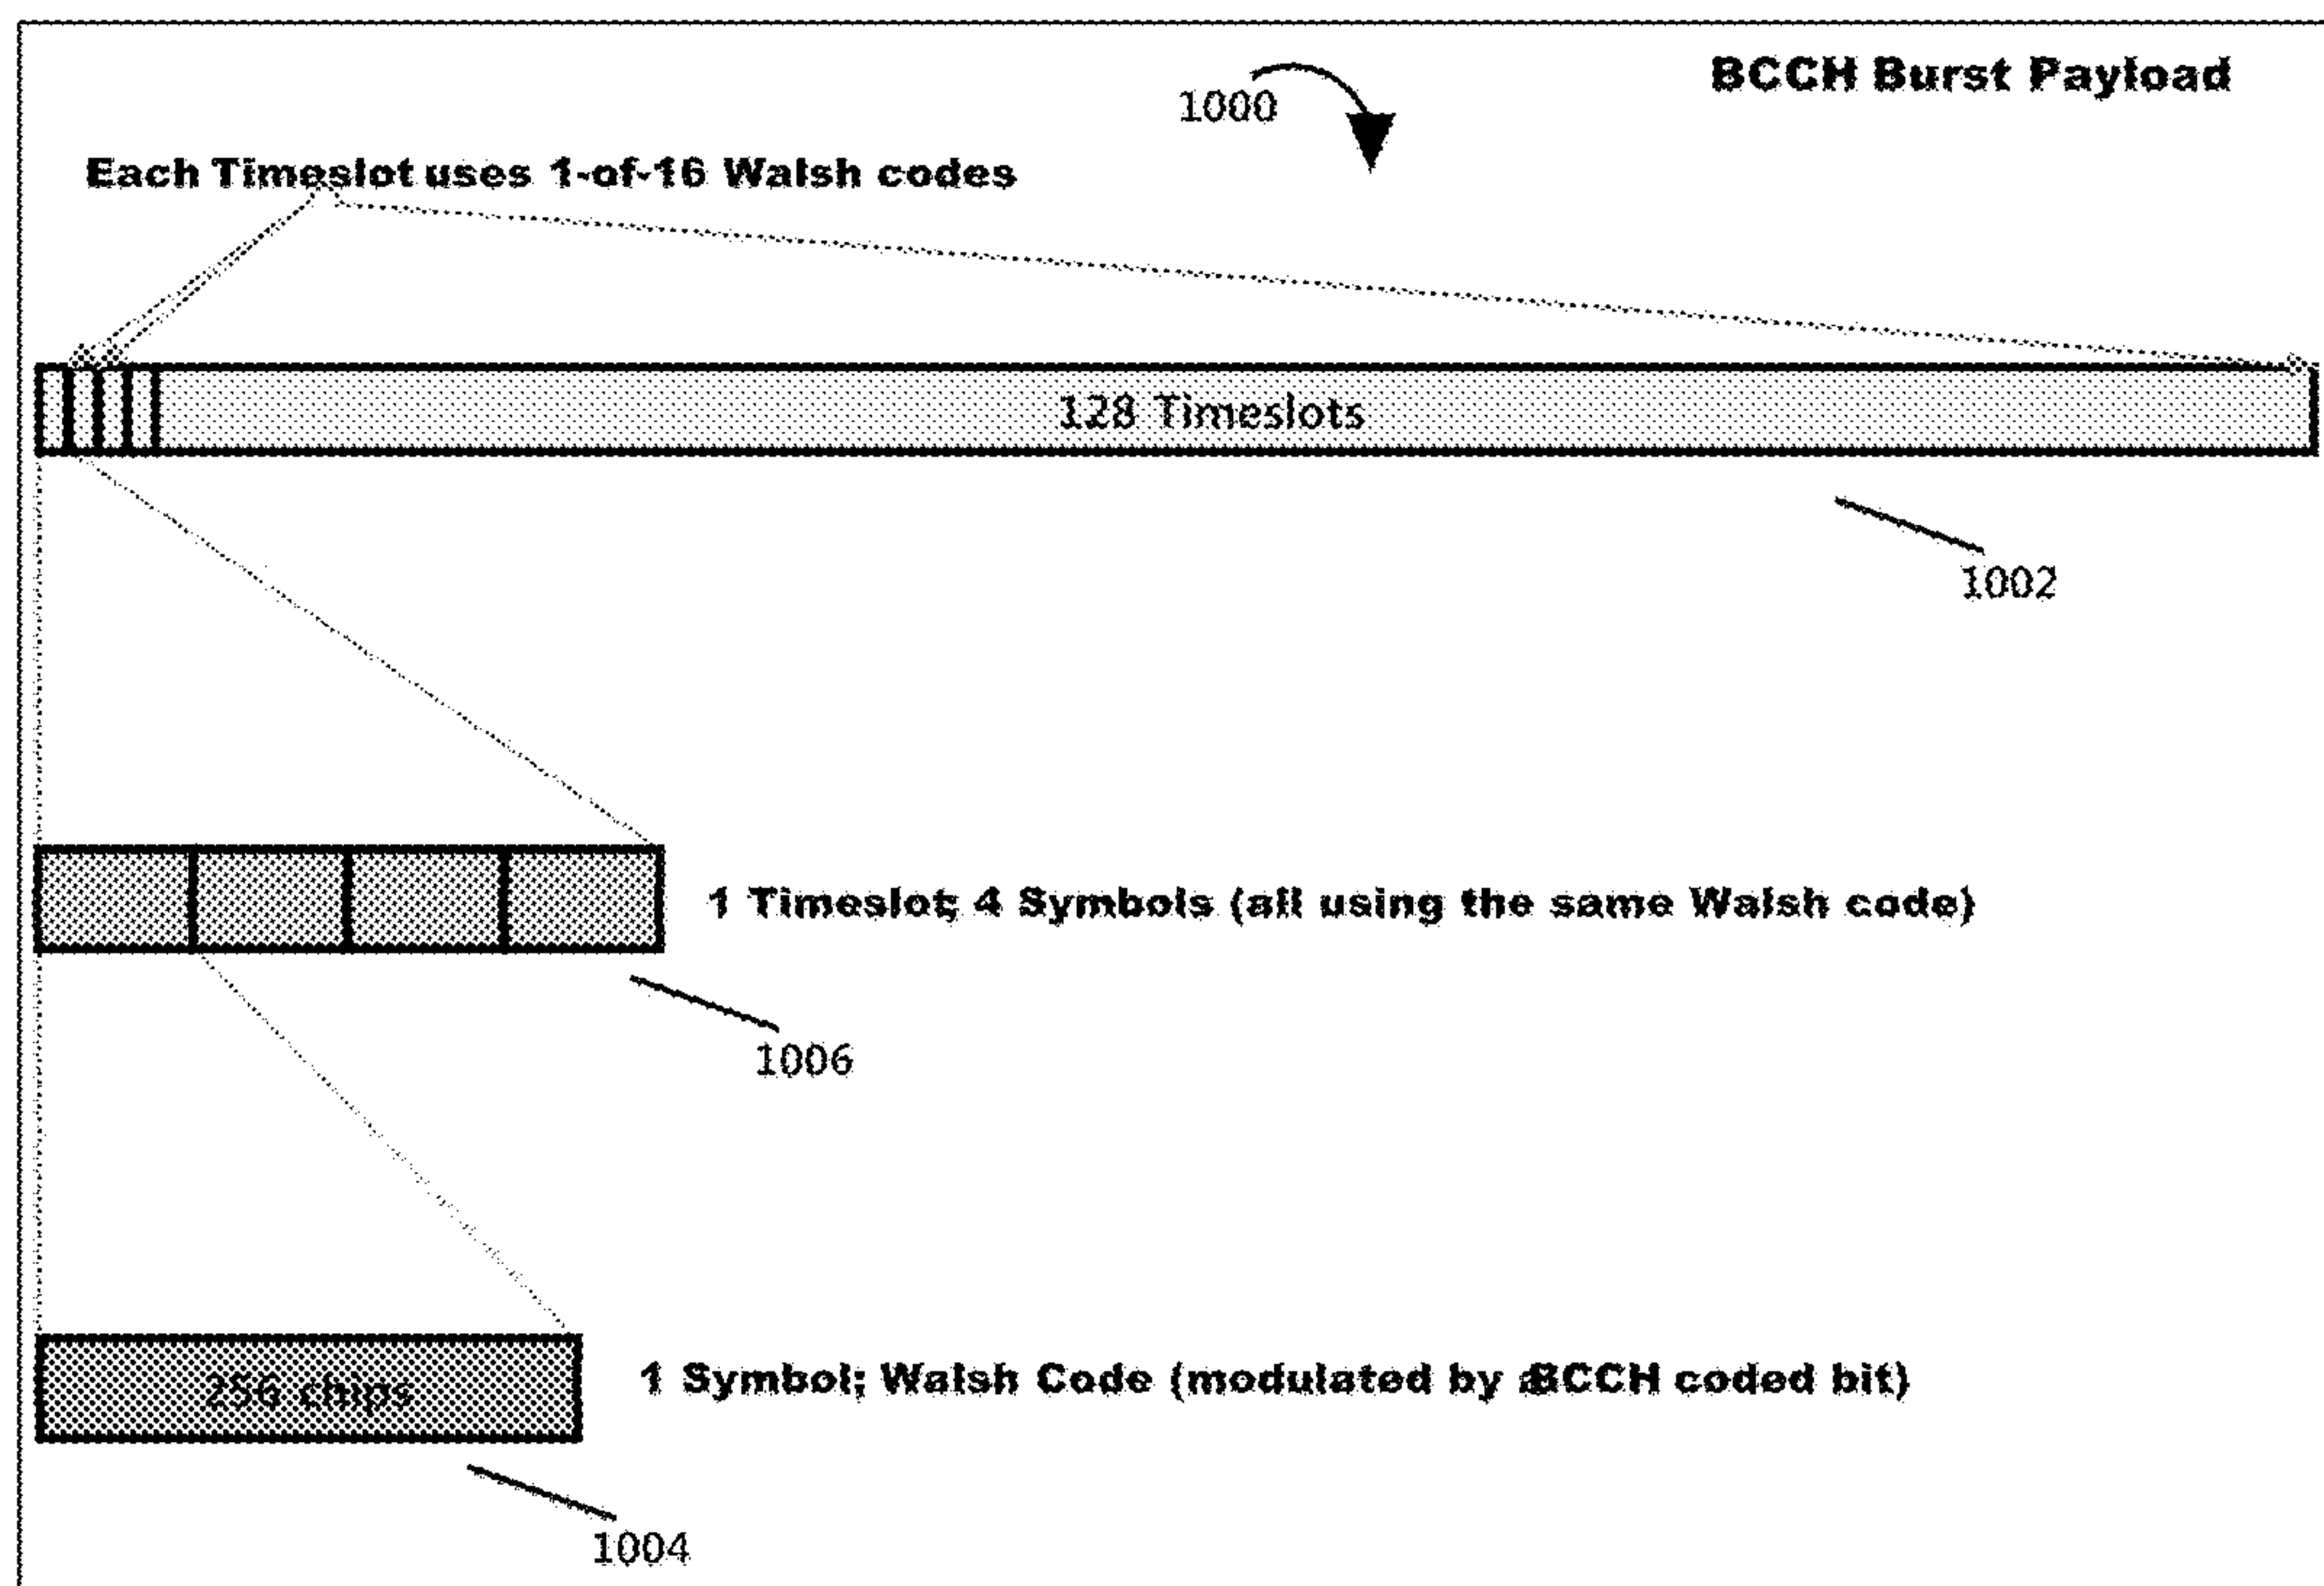 BCCH Burst Payload
1000
Each Timeslot uses 1-of-16 Walsh codes
128 Timeslots
1002
1 Timeslot; 4 Symbols (all using the same Walsh code)
1006
256 chips
1 Symbol; Walsh Code (modulated by a BCCH coded bit)
1004